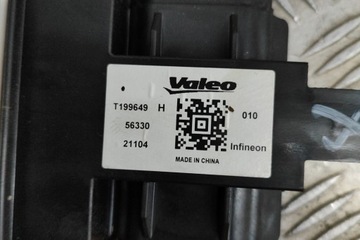 Valeo
T199649 H 010
56330
21104 Infineon
MADE IN CHINA